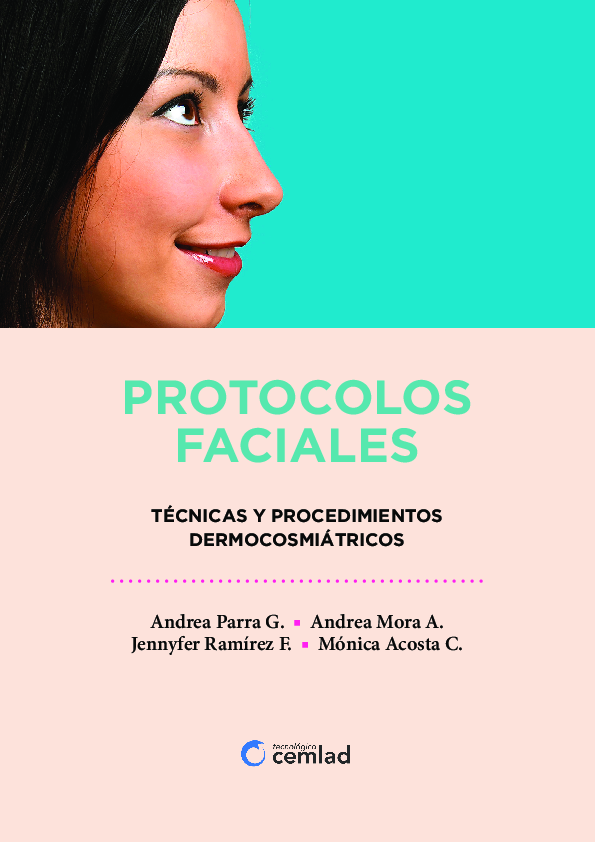 PROTOCOLOS
FACIALES
TÉCNICAS Y PROCEDIMIENTOS
DERMOCOSMIÁTRICOS
Andrea Parra G. ▪ Andrea Mora A.
Jennyfer Ramírez F. ▪ Mónica Acosta C.
tecnológico
cemlad